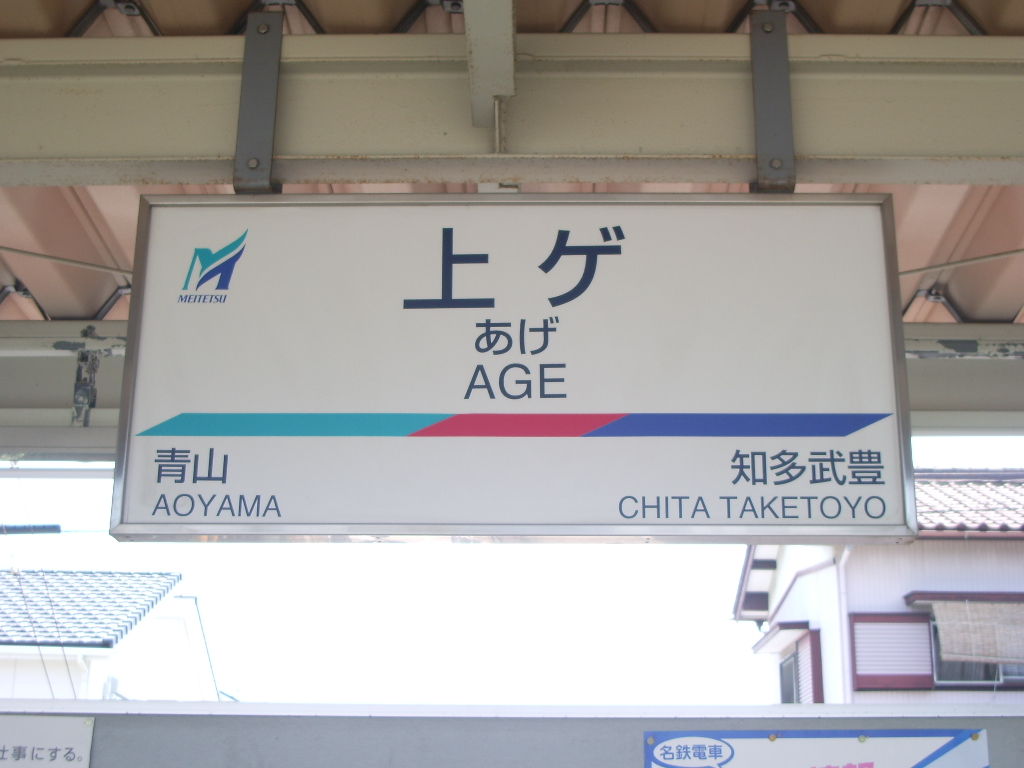 MEITETSU
上ゲ
あげ
AGE
青山
AOYAMA
知多武豊
CHITA TAKETOYO
仕事にする。
名鉄電車